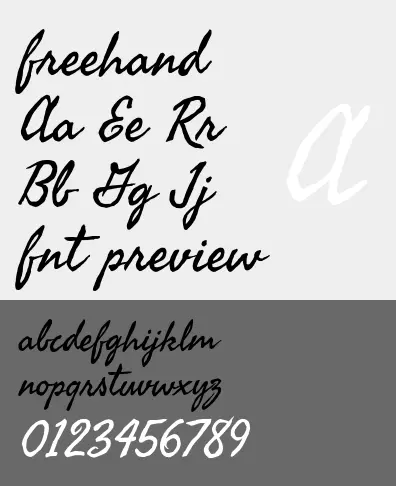 freehand
Aa Ee Rr
A
Bb Gg Jj
fnt preview
abcdefghijklm
nopqrstuvwxyz
0123456789